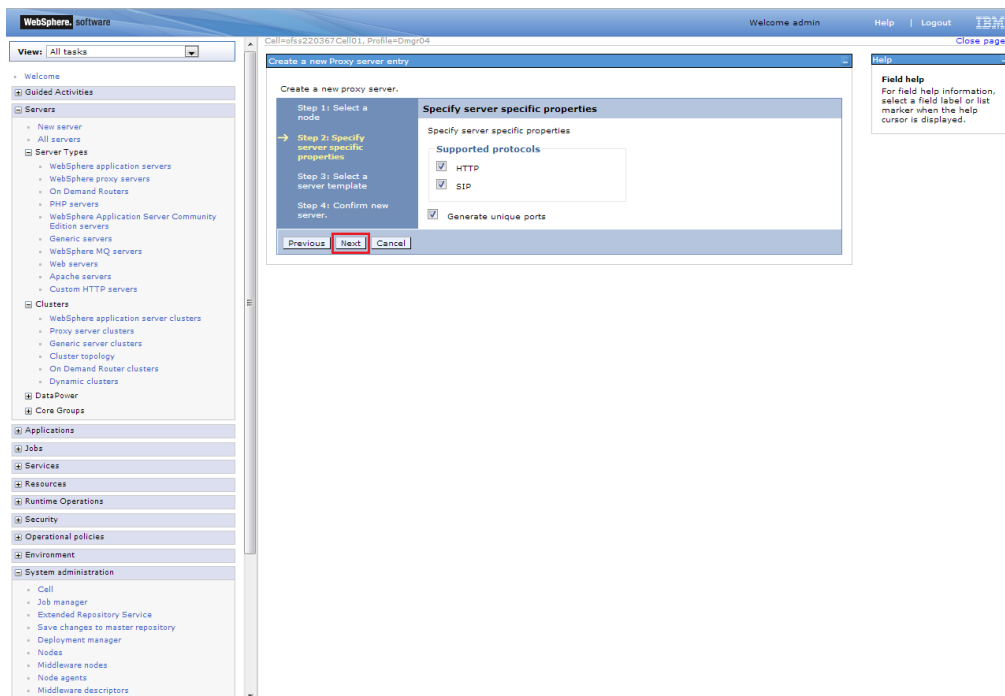 WebSphere. software
Welcome admin
Help | Logout
IBM
View: All tasks
Cell=ofss220367Cell01, Profile=Dmgr04
Close page
Welcome
Guided Activities
Servers
New server
All servers
Server Types
WebSphere application servers
WebSphere proxy servers
On Demand Routers
PHP servers
WebSphere Application Server Community
Edition servers
Generic servers
WebSphere MQ servers
Web servers
Apache servers
Custom HTTP servers
Clusters
WebSphere application server clusters
Proxy server clusters
Generic server clusters
Cluster topology
On Demand Router clusters
Dynamic clusters
DataPower
Core Groups
Applications
Jobs
Services
Resources
Runtime Operations
Security
Operational policies
Environment
System administration
Cell
Job manager
Extended Repository Service
Save changes to master repository
Deployment manager
Nodes
Middleware nodes
Node agents
Middleware descriptors
Create a new Proxy server entry
Create a new proxy server.
Step 1: Select a
node
Step 2: Specify
server specific
properties
Step 3: Select a
server template
Step 4: Confirm new
server.
Specify server specific properties
Specify server specific properties
Supported protocols
HTTP
SIP
Generate unique ports
Previous Next Cancel
Help
Field help
For field help information,
select a field label or list
marker when the help
cursor is displayed.